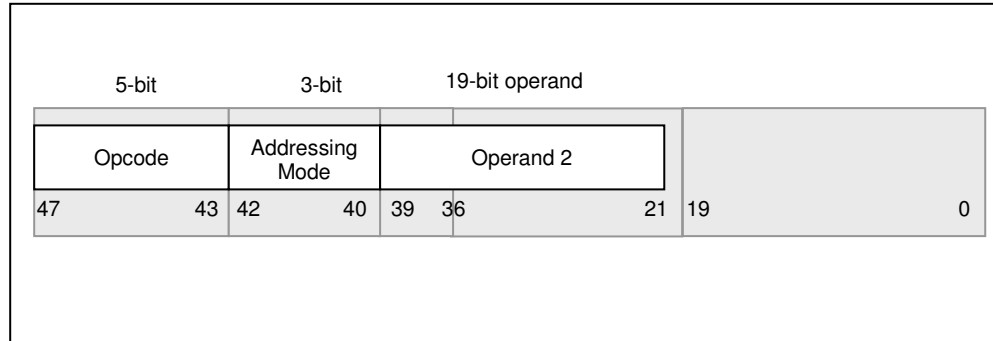 5-bit 3-bit 19-bit operand
Opcode Addressing Mode Operand 2
47 43 42 40 39 36 21 19 0